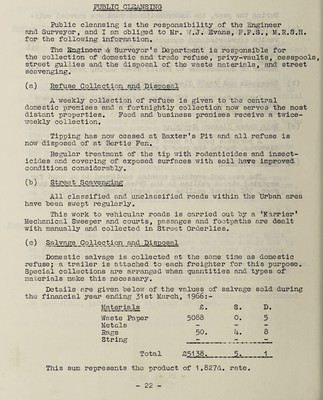 PUBLIC CLEANSING
Public cleansing is the responsibility of the Engineer
and Surveyor, and I am obliged to Mr. W.J. Evans, F.F.S., M.R.S.H.
for the following information.
The Engineer & Surveyor's Department is responsible for
the collection of domestic and trade refuse, privy-vaults, cesspools,
street gullies and the disposal of the waste materials, and street
scavenging.
(a) Refuse Collection and Disposal
A weekly collection of refuse is given to the central
domestic premises and a fortnightly collection now serves the most
distant properties. Food and business premises receive a twice-
weekly collection.
Tipping has now ceased at Baxter's Pit and all refuse is
now disposed of at Bertie Fen.
Regular treatment of the tip with rodenticides and insect-
icides and covering of exposed surfaces with soil have improved
conditions considerably.
(b) Street Scavenging
All classified and unclassified roads within the Urban area
have been swept regularly.
This work to vehicular roads is carried out by a 'Karrier'
Mechanical Sweeper and courts, passages and footpaths are dealt
with manually and collected in Street Orderlies.
(c) Salvage Collection and Disposal
Domestic salvage is collected at the same time as domestic
refuse; a trailer is attached to each freighter for this purpose.
Special collections are arranged when quantities and types of
materials make this necessary.
Details are given below of the values of salvage sold during
the financial year ending 31st March, 1966:-
Materials £. S. D.
Waste Paper 5088 0. 5
Metals - - -
Rags 50. 4. 8
String - - -
Total £5138. 5. 1
This sum represents the product of 1.827d. rate.
- 22 -